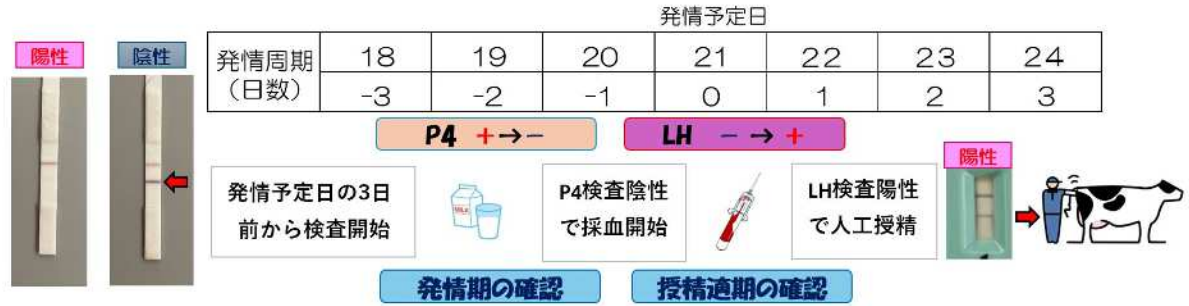 発情予定日
陽性
陰性
発情周期（日数） 18 19 20 21 22 23 24
-3 -2 -1 0 1 2 3
P4 +→−
LH −→+
発情予定日の3日
前から検査開始
MILK
P4検査陰性
で採血開始
LH検査陽性
で人工授精
陽性
発情期の確認
授精適期の確認